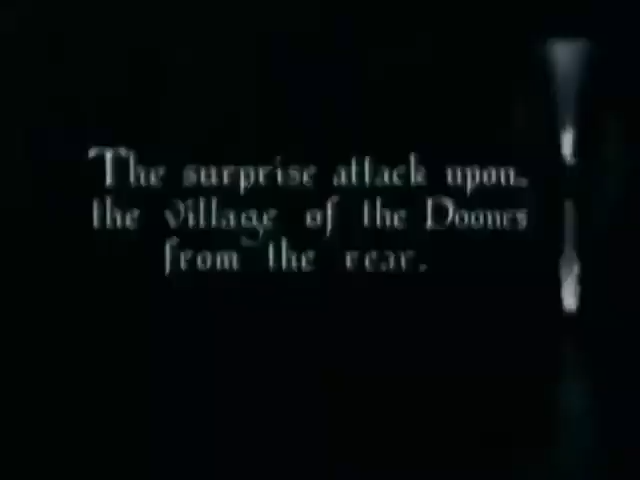 The surprise attack upon
the village of the Doones
from the rear.